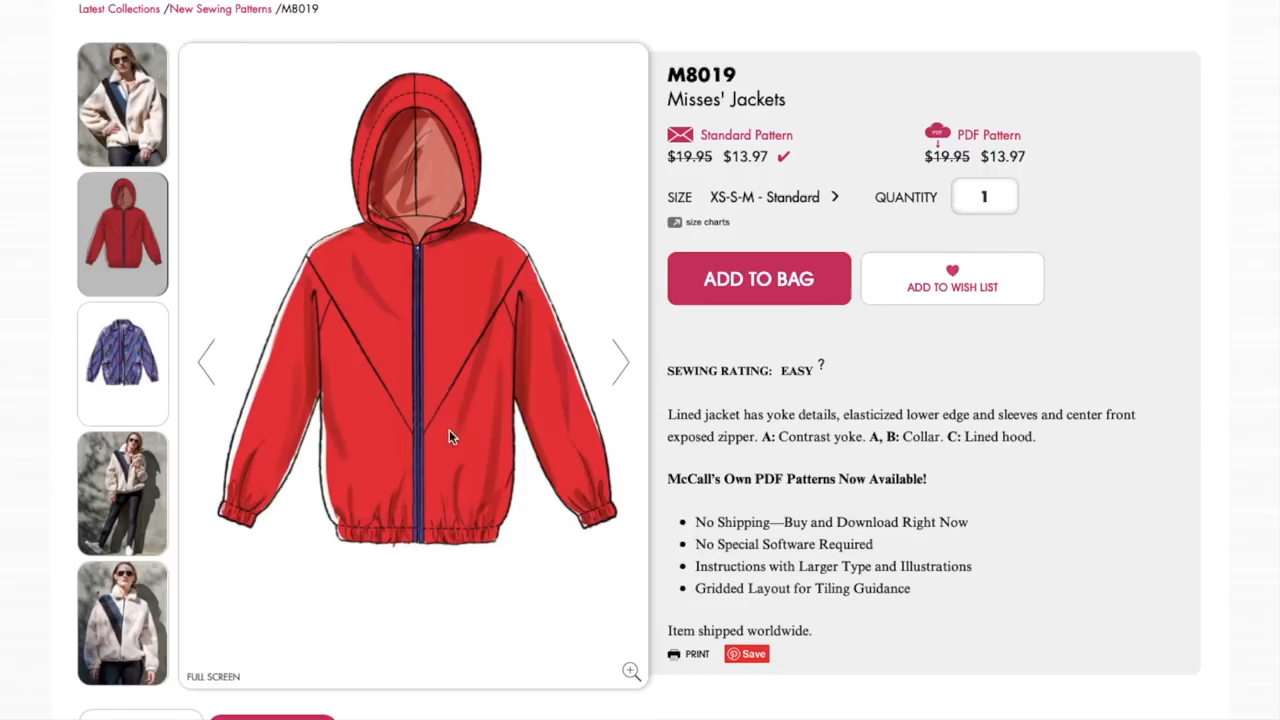 Latest Collections /New Sewing Patterns /M8019
M8019
Misses' Jackets
Standard Pattern
$19.95 $13.97
PDF
PDF Pattern
$19.95 $13.97
SIZE XS-S-M - Standard
QUANTITY 1
size charts
ADD TO BAG
ADD TO WISH LIST
SEWING RATING: EASY ?
Lined jacket has yoke details, elasticized lower edge and sleeves and center front
exposed zipper. A: Contrast yoke. A, B: Collar. C: Lined hood.
McCall's Own PDF Patterns Now Available!
No Shipping—Buy and Download Right Now
No Special Software Required
Instructions with Larger Type and Illustrations
Gridded Layout for Tiling Guidance
Item shipped worldwide.
PRINT
Save
FULL SCREEN